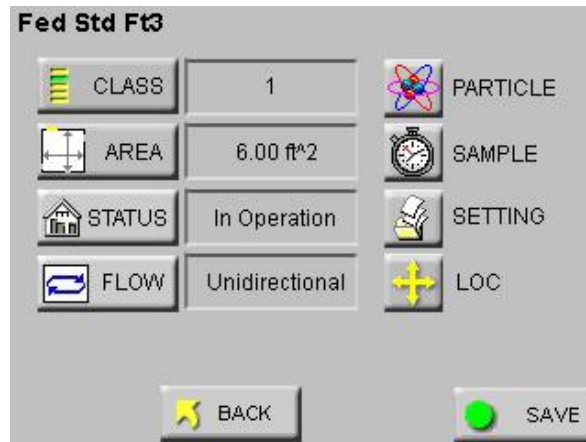 Fed Std Ft3
CLASS 1 PARTICLE
AREA 6.00 ft^2 SAMPLE
STATUS In Operation SETTING
FLOW Unidirectional LOC
BACK SAVE